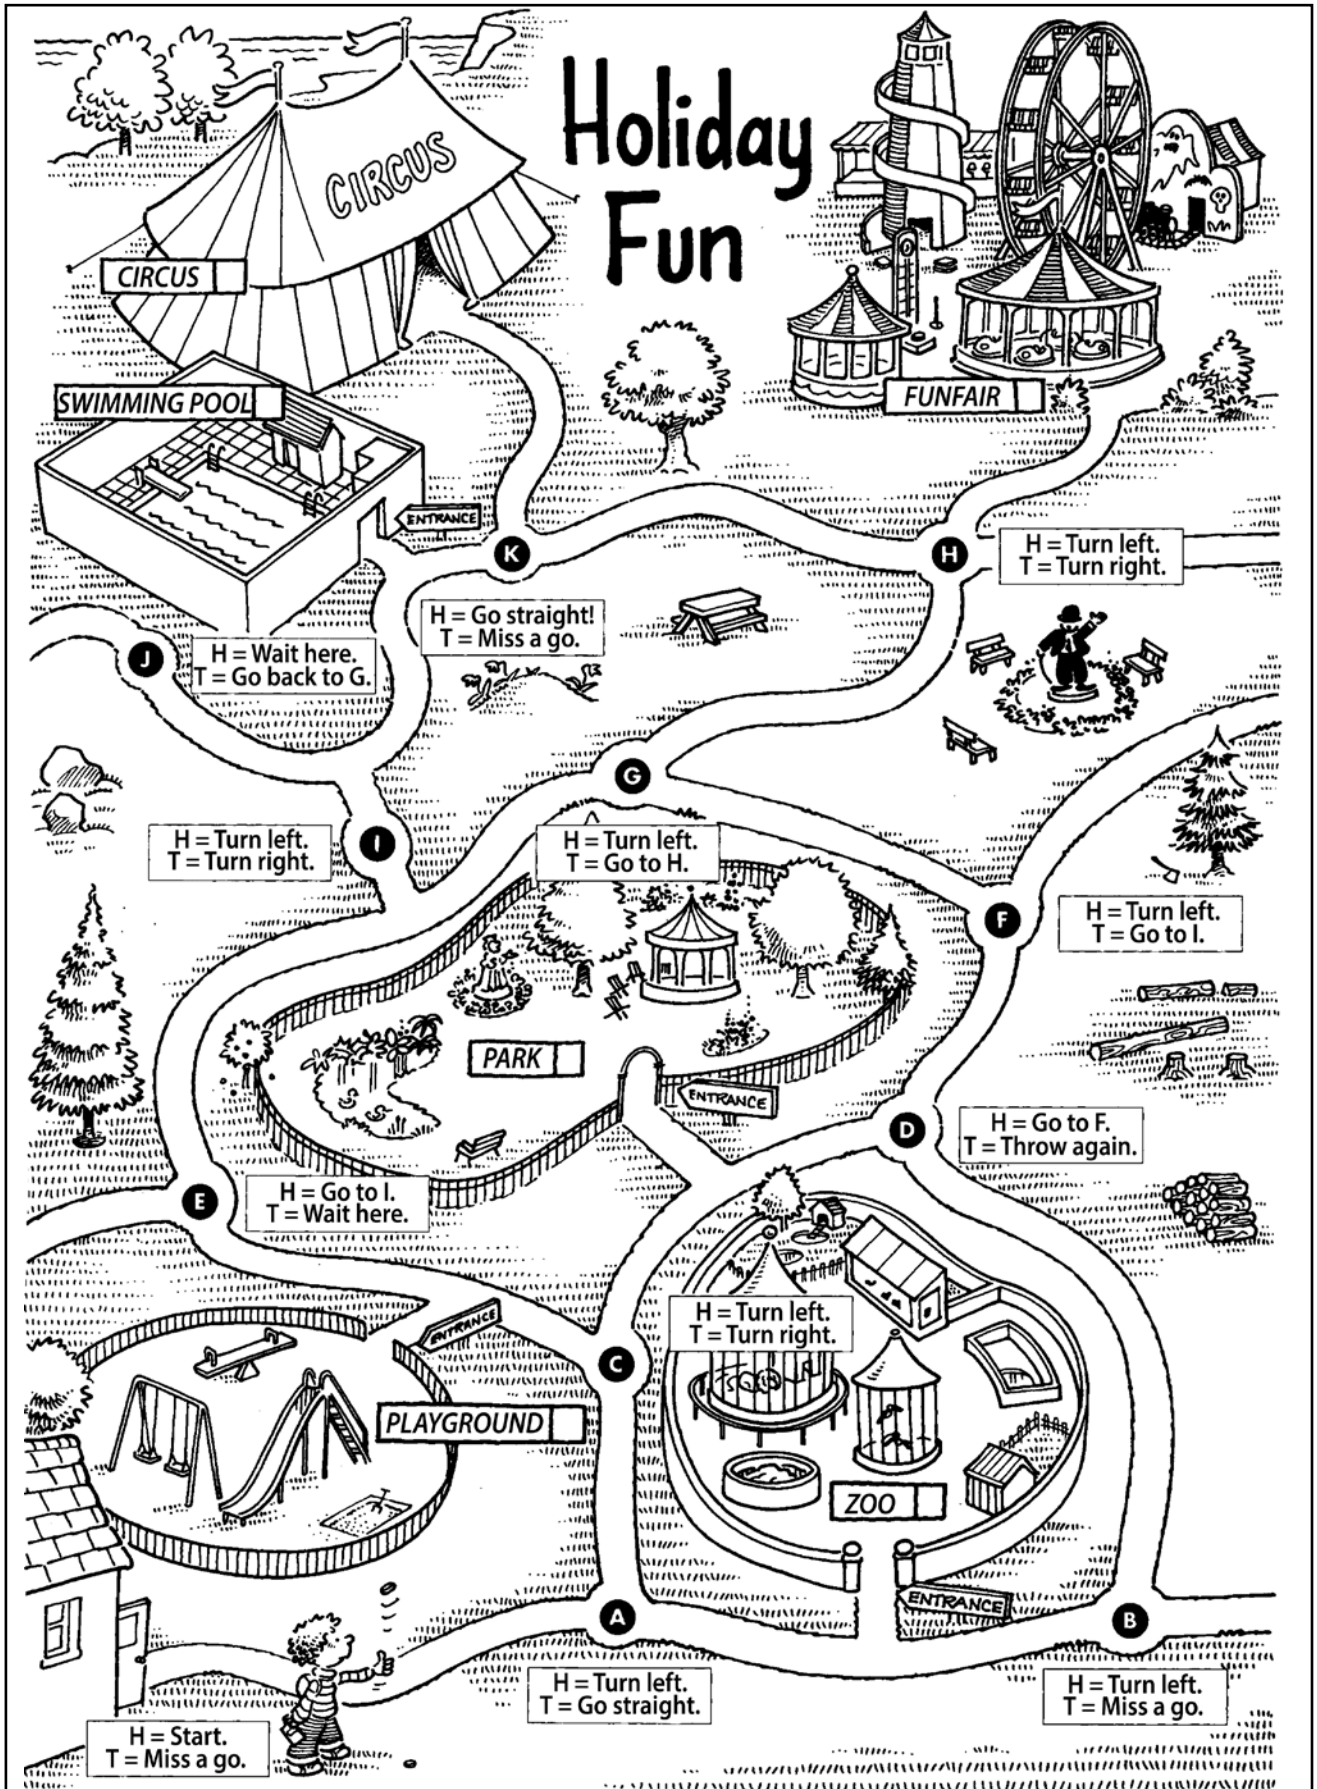 Holiday
Fun
CIRCUS
CIRCUS
SWIMMING POOL
FUNFAIR
ENTRANCE
K
H
H = Turn left.
T = Turn right.
H = Go straight!
T = Miss a go.
J
H = Wait here.
T = Go back to G.
G
I
H = Turn left.
T = Turn right.
H = Turn left.
T = Go to H.
F
H = Turn left.
T = Go to I.
PARK
ENTRANCE
D
H = Go to F.
T = Throw again.
E
H = Go to I.
T = Wait here.
ENTRANCE
H = Turn left.
T = Turn right.
C
PLAYGROUND
ZOO
ENTRANCE
A
B
H = Turn left.
T = Go straight.
H = Turn left.
T = Miss a go.
H = Start.
T = Miss a go.